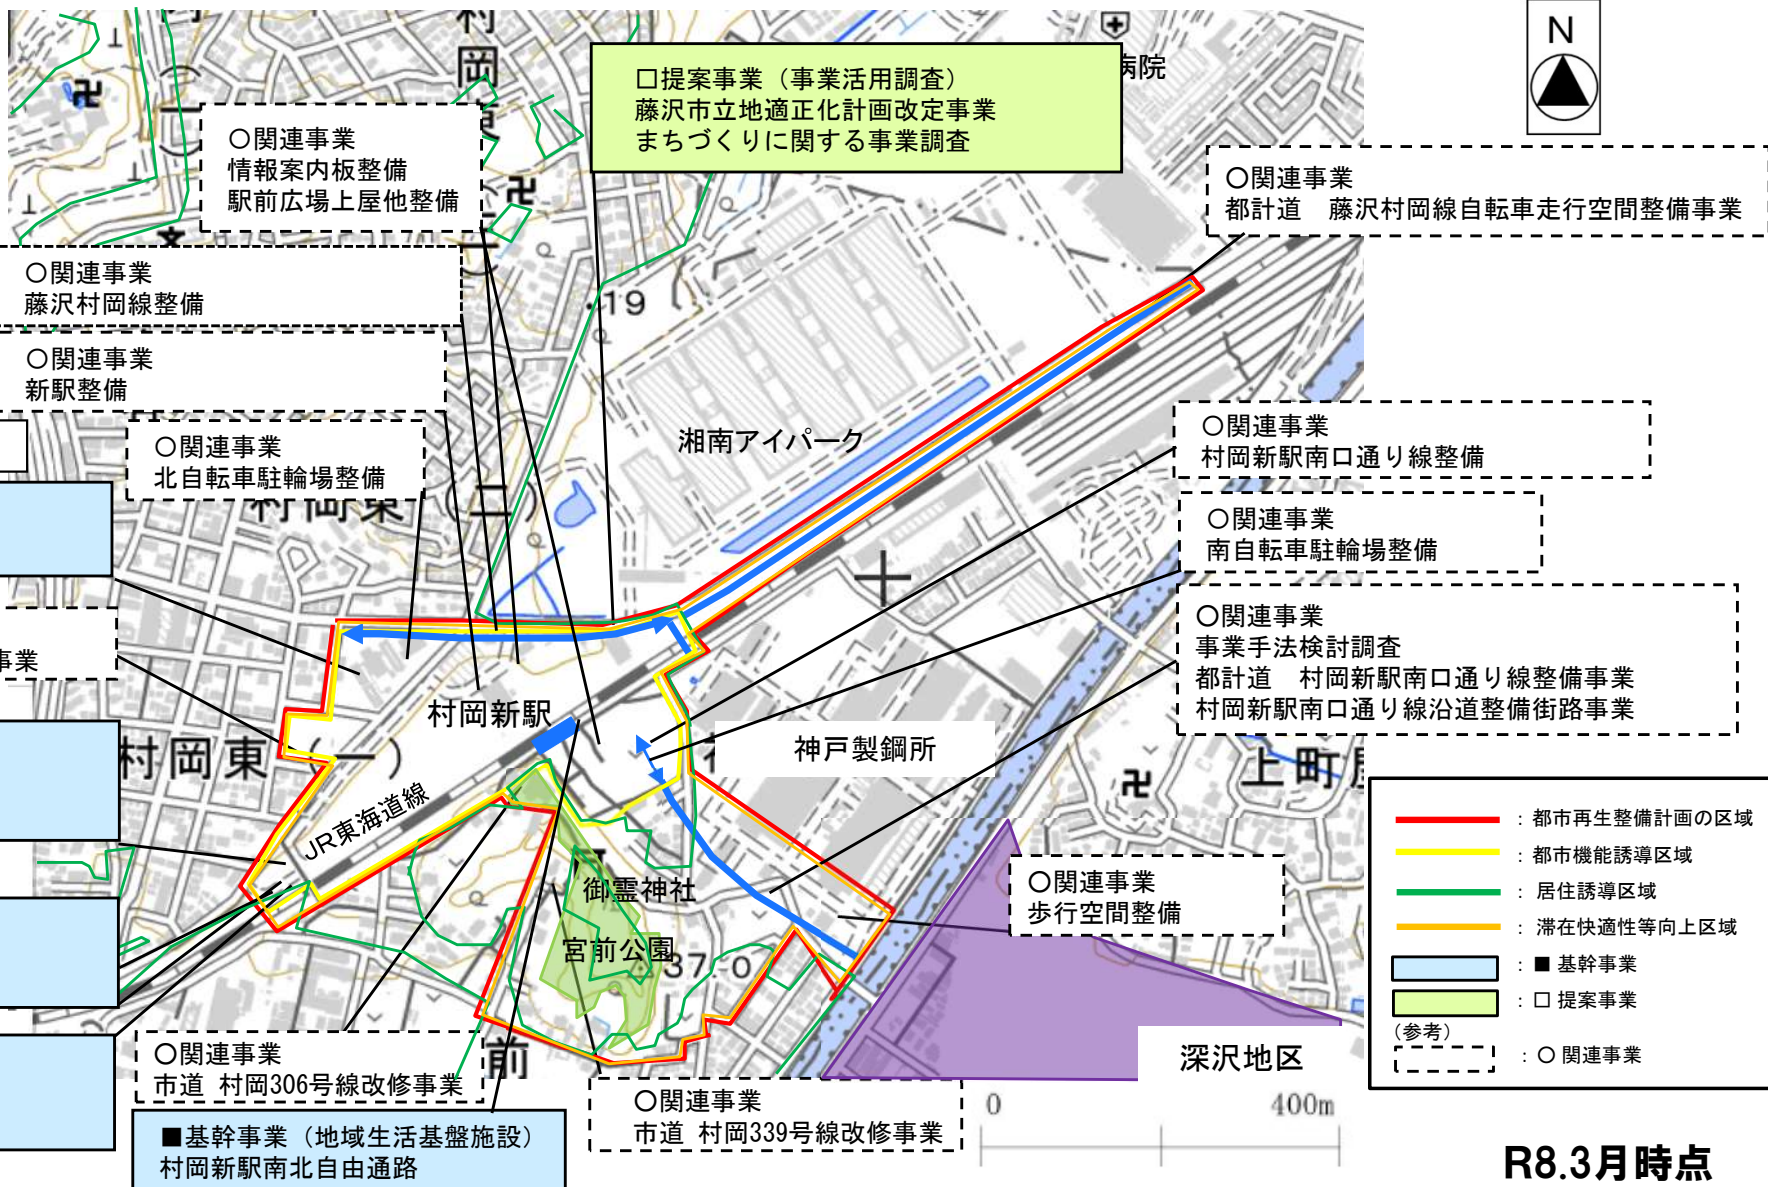 N
□提案事業（事業活用調査）
藤沢市立地適正化計画改定事業
まちづくりに関する事業調査
病院
村岡東
○関連事業
情報案内板整備
駅前広場上屋他整備
○関連事業
都計道　藤沢村岡線自転車走行空間整備事業
○関連事業
藤沢村岡線整備
・19
○関連事業
新駅整備
○関連事業
北自転車駐輪場整備
村岡東（二）
湘南アイパーク
○関連事業
村岡新駅南口通り線整備
○関連事業
南自転車駐輪場整備
○関連事業
事業手法検討調査
都計道　村岡新駅南口通り線整備事業
村岡新駅南口通り線沿道整備街路事業
事業
村岡新駅
村岡東（一）
神戸製鋼所
上町屋
JR東海道線
御霊神社
宮前公園
37.0
前
○関連事業
歩行空間整備
：都市再生整備計画の区域
：都市機能誘導区域
：居住誘導区域
：滞在快適性等向上区域
：■ 基幹事業
：□ 提案事業
（参考）
：○ 関連事業
○関連事業
市道 村岡306号線改修事業
○関連事業
市道 村岡339号線改修事業
■基幹事業（地域生活基盤施設）
村岡新駅南北自由通路
深沢地区
0 400m
R8.3月時点